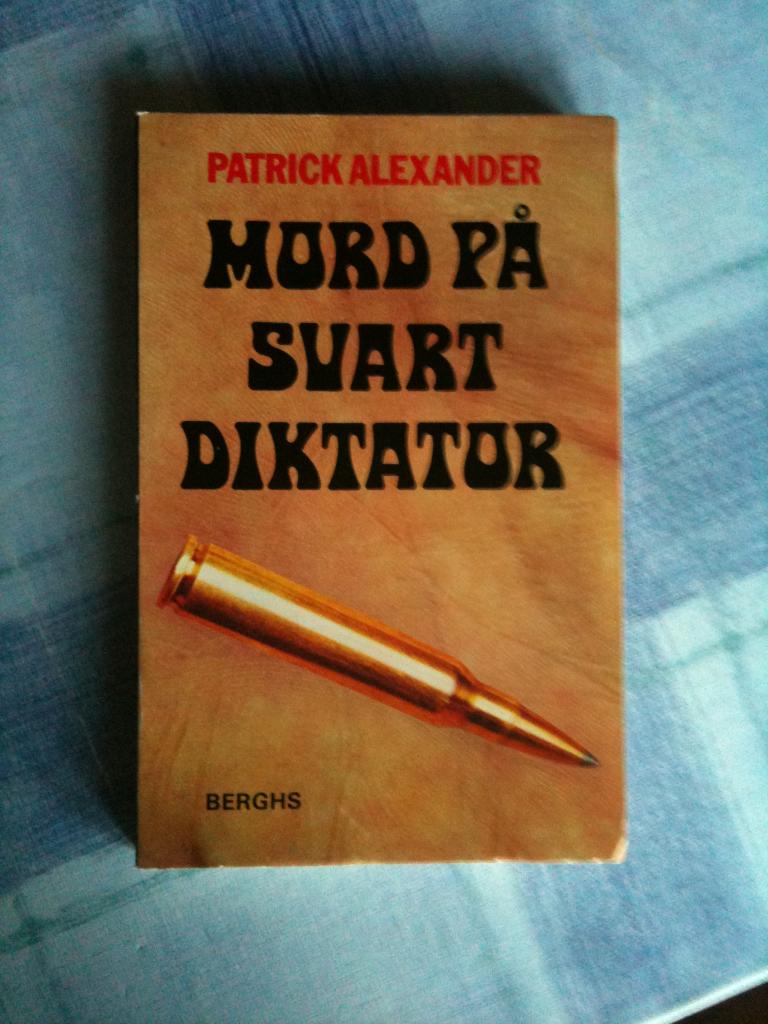 PATRICK ALEXANDER
MORD PÅ
SVART
DIKTATOR
BERGHS